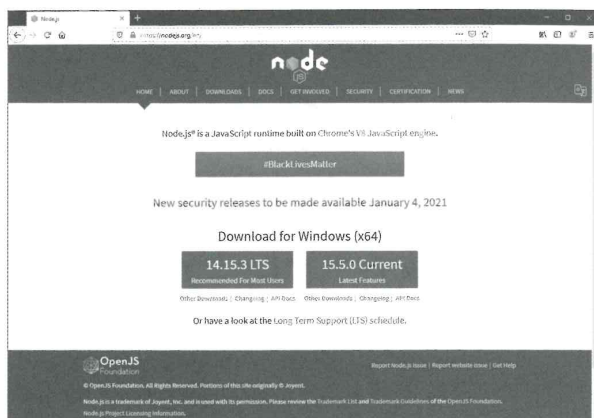 Node.js
https://nodejs.org/en/
node
JS
HOME | ABOUT | DOWNLOADS | DOCS | GET INVOLVED | SECURITY | CERTIFICATION | NEWS
Node.js® is a JavaScript runtime built on Chrome's V8 JavaScript engine.
#BlackLivesMatter
New security releases to be made available January 4, 2021
Download for Windows (x64)
14.15.3 LTS
Recommended For Most Users
15.5.0 Current
Latest Features
Other Downloads | Changelog | API Docs
Other Downloads | Changelog | API Docs
Or have a look at the Long Term Support (LTS) schedule.
OpenJS
Foundation
Report Node.js issue | Report website issue | Get Help
© OpenJS Foundation. All Rights Reserved. Portions of this site originally © Joyent.
Node.js is a trademark of Joyent, Inc. and is used with its permission. Please review the Trademark List and Trademark Guidelines of the OpenJS Foundation.
Node.js Project Licensing Information.